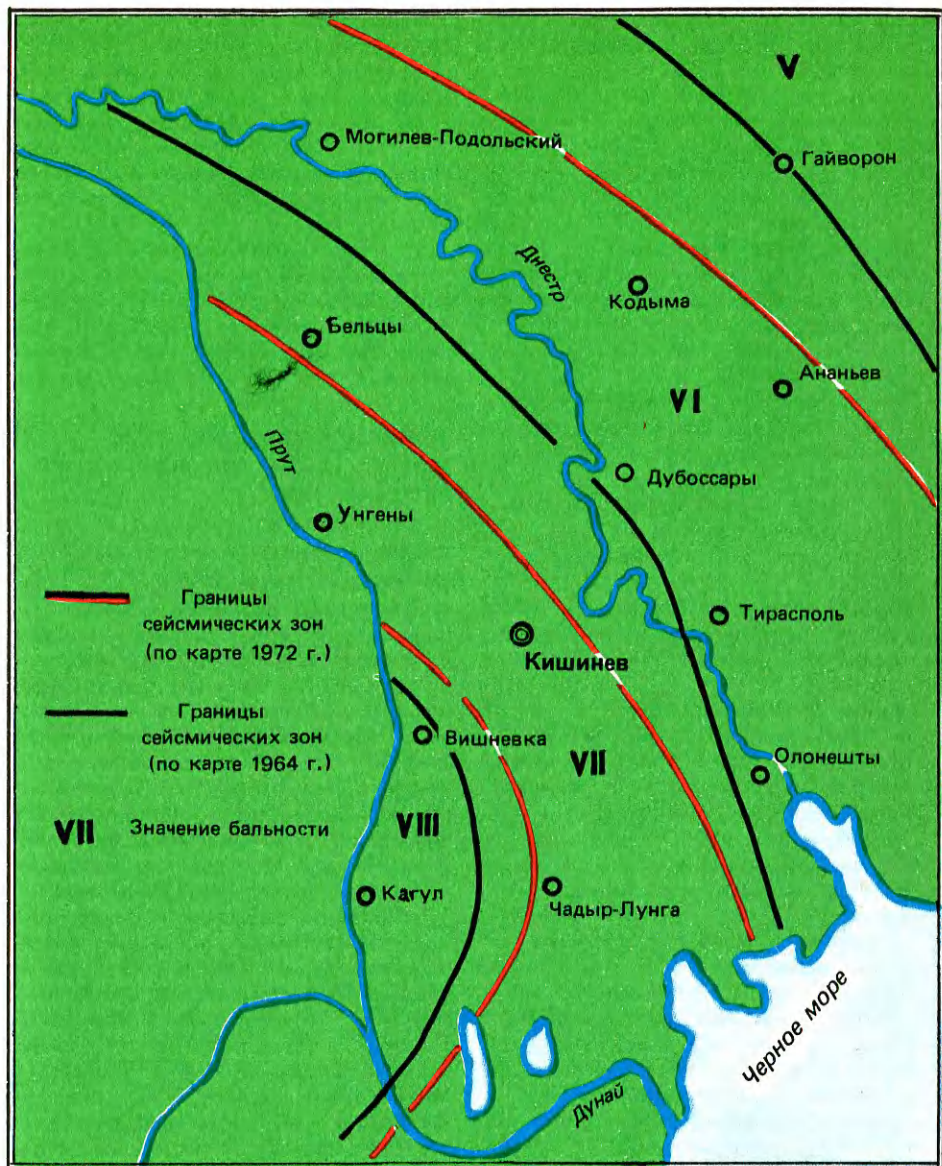 V
Могилев-Подольский
Гайворон
Днестр
Кодыма
Бельцы
Ананьев
VI
Прут
Дубоссары
Унгены
Границы
сейсмических зон
(по карте 1972 г.)
Тирасполь
Кишинев
Границы
сейсмических зон
(по карте 1964 г.)
Вишневка
VII
Олонешты
VII Значение бальности
VIII
Кагул
Чадыр-Лунга
Черное море
Дунай